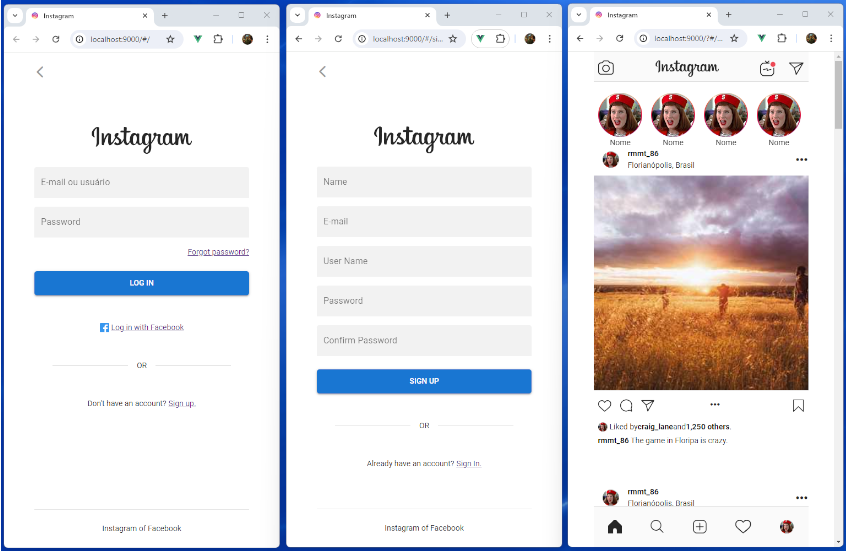 Instagram
localhost:9000/#/
Instagram
E-mail ou usuário
Password
Forgot password?
LOG IN
Log in with Facebook
OR
Don't have an account? Sign up.
Instagram of Facebook
Instagram
localhost:9000/#/si...
Instagram
Name
E-mail
User Name
Password
Confirm Password
SIGN UP
OR
Already have an account? Sign In.
Instagram of Facebook
Instagram
localhost:9000/?#/...
Instagram
Nome Nome Nome Nome
rmmt_86
Florianópolis, Brasil
Liked bycraig_laneand1,250 others.
rmmt_86 The game in Floripa is crazy.
rmmt_86
Florianópolis, Brasil